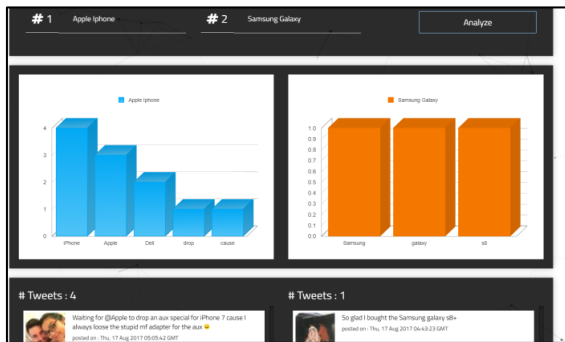 # 1 Apple Iphone # 2 Samsung Galaxy Analyze
Apple Iphone
4
3
2
1
0
iPhone Apple Dell drop cause
Samsung Galaxy
1.0
0.9
0.8
0.7
0.6
0.5
0.4
0.3
0.2
0.1
0.0
Samsung galaxy s8
# Tweets : 4
Waiting for @Apple to drop an aux special for iPhone 7 cause I
always loose the stupid mf adapter for the aux 😡
posted on : Thu, 17 Aug 2017 05:05:42 GMT
# Tweets : 1
So glad I bought the Samsung galaxy s8+
posted on : Thu, 17 Aug 2017 04:43:23 GMT